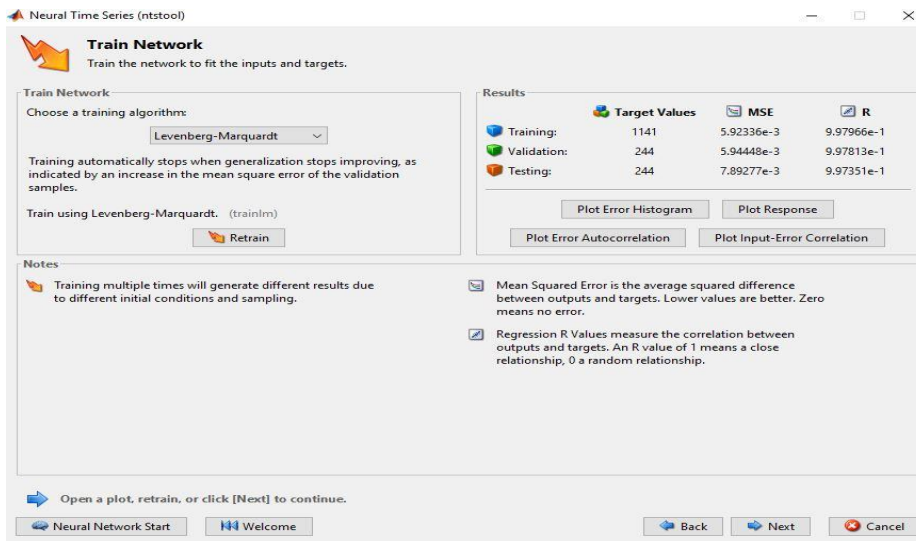 Neural Time Series (ntstool)
Train Network
Train the network to fit the inputs and targets.
Train Network
Choose a training algorithm:
Levenberg-Marquardt
Training automatically stops when generalization stops improving, as
indicated by an increase in the mean square error of the validation
samples.
Train using Levenberg-Marquardt. (trainlm)
Retrain
Results
Target Values MSE R
Training: 1141 5.92336e-3 9.97966e-1
Validation: 244 5.94448e-3 9.97813e-1
Testing: 244 7.89277e-3 9.97351e-1
Plot Error Histogram Plot Response
Plot Error Autocorrelation Plot Input-Error Correlation
Notes
Training multiple times will generate different results due
to different initial conditions and sampling.
Mean Squared Error is the average squared difference
between outputs and targets. Lower values are better. Zero
means no error.
Regression R Values measure the correlation between
outputs and targets. An R value of 1 means a close
relationship, 0 a random relationship.
Open a plot, retrain, or click [Next] to continue.
Neural Network Start Welcome Back Next Cancel